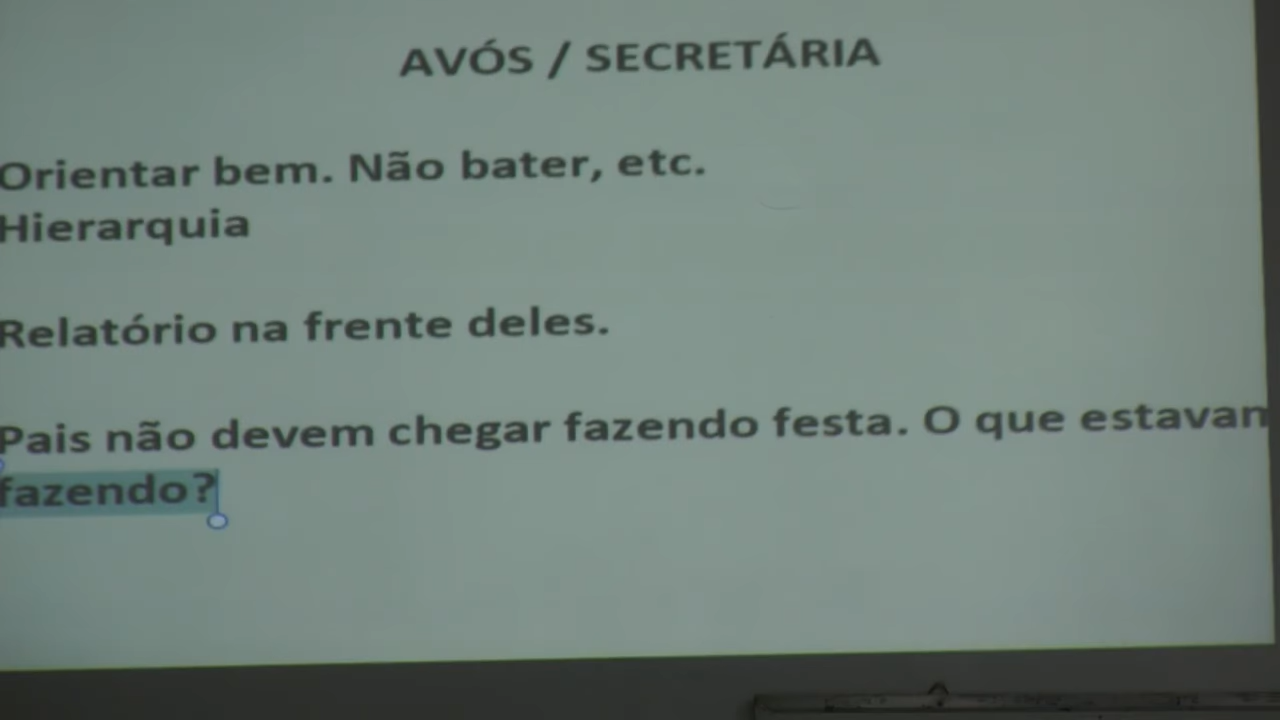 AVÓS / SECRETÁRIA
Orientar bem. Não bater, etc.
Hierarquia
Relatório na frente deles.
Pais não devem chegar fazendo festa. O que estavam
fazendo?